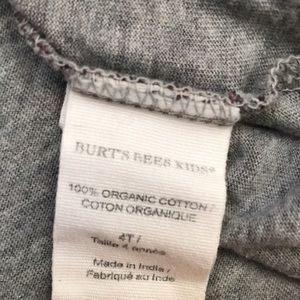 BURT'S BEES KIDS®
100% ORGANIC COTTON /
COTON ORGANIQUE
4T /
Taille 4 années
Made in India /
Fabriqué au Inde